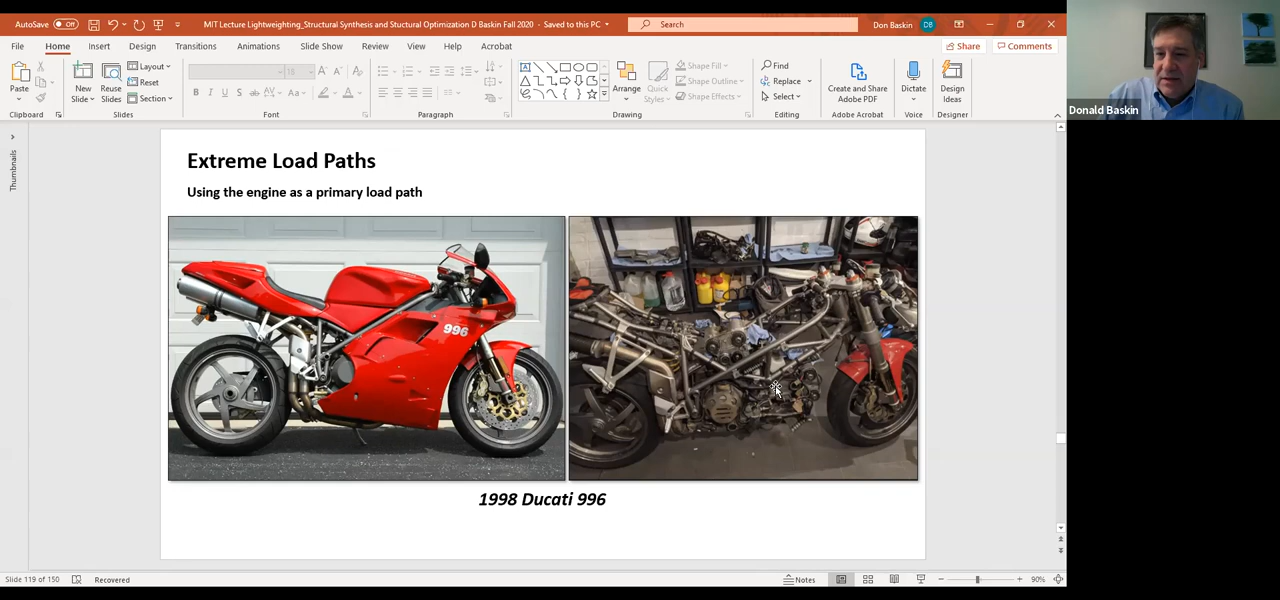 AutoSave Off
MIT Lecture Lightweighting_Structural Synthesis and Stuctural Optimization D Baskin Fall 2020 - Saved to this PC
Search
Don Baskin DB
File Home Insert Design Transitions Animations Slide Show Review View Help Acrobat
Share Comments
Paste
New Slides
Reuse Slides
Layout
Reset
Section
18
B I U S ab AV Aa A
Arrange
Quick Styles
Shape Fill
Shape Outline
Shape Effects
Find
Replace
Select
Create and Share Adobe PDF
Dictate
Design Ideas
Clipboard Slides Font Paragraph Drawing Editing Adobe Acrobat Voice Designer
Donald Baskin
Thumbnails
Extreme Load Paths
Using the engine as a primary load path
996
1998 Ducati 996
Slide 119 of 150 Recovered Notes 90%